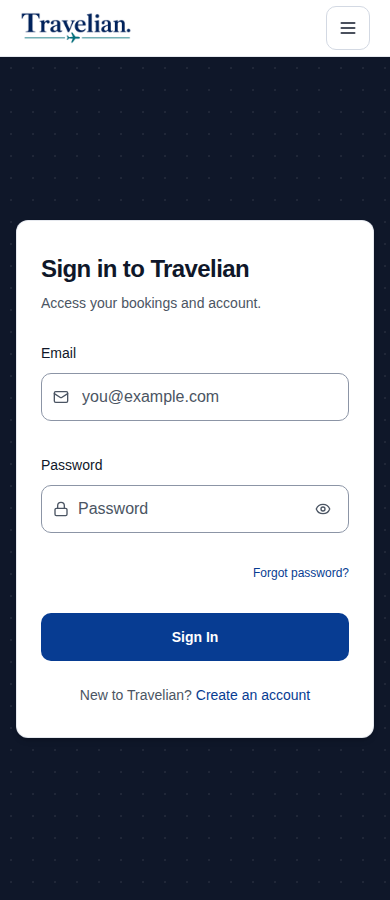 Travelian.
Sign in to Travelian
Access your bookings and account.
Email
you@example.com
Password
Password
Forgot password?
Sign In
New to Travelian? Create an account